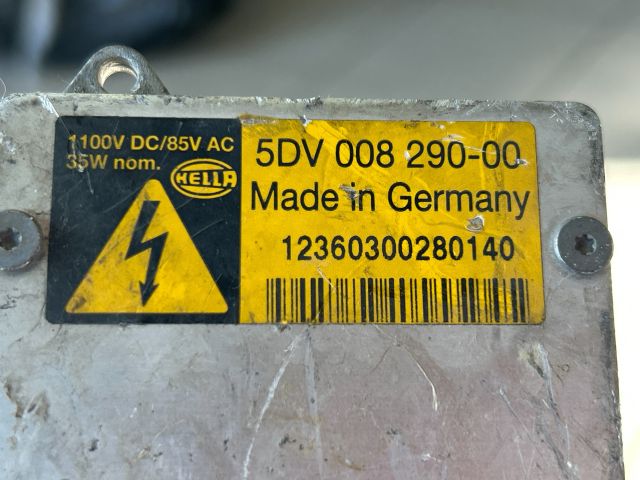 1100V DC/85V AC
35W nom.
HELLA
5DV 008 290-00
Made in Germany
12360300280140